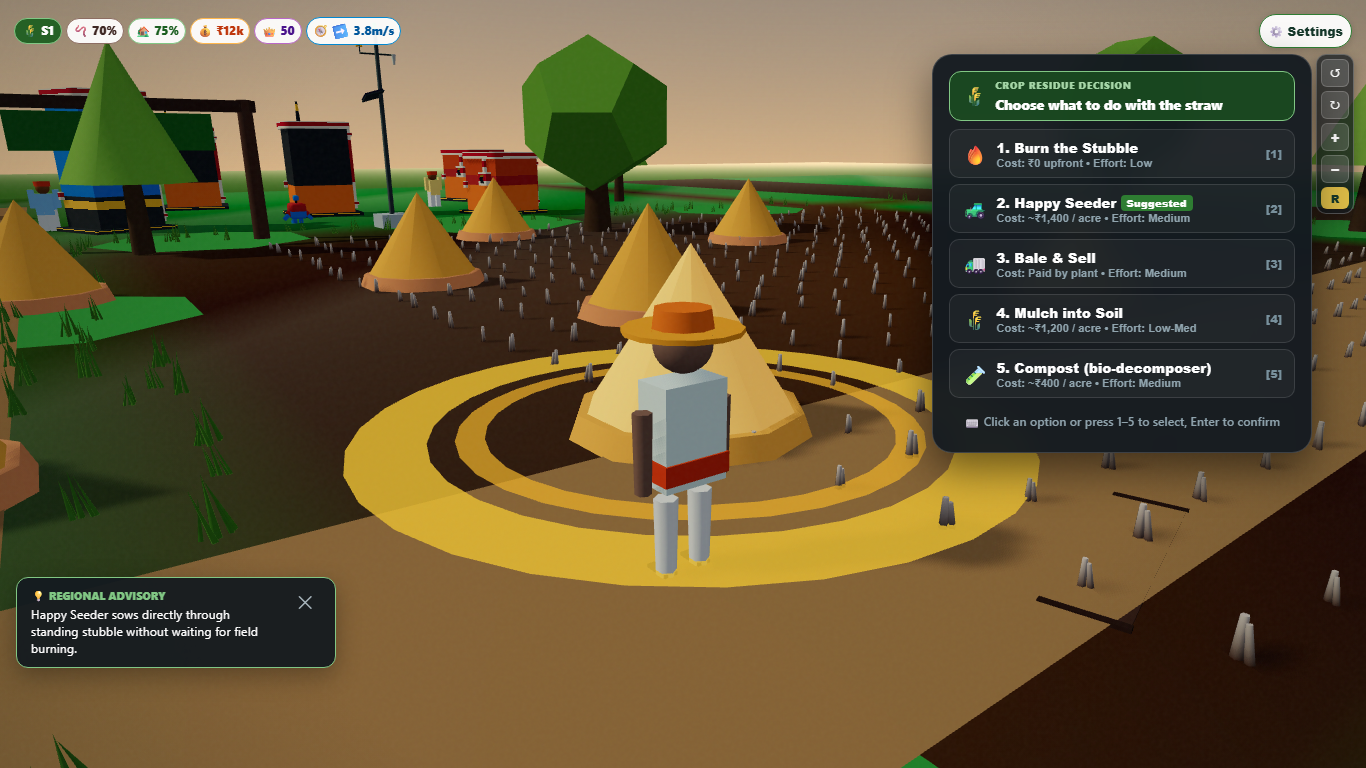 S1 70% 75% ₹12k 50 3.8m/s
Settings
CROP RESIDUE DECISION
Choose what to do with the straw
1. Burn the Stubble
Cost: ₹0 upfront • Effort: Low
[1]
2. Happy Seeder Suggested
Cost: ~₹1,400 / acre • Effort: Medium
[2]
3. Bale & Sell
Cost: Paid by plant • Effort: Medium
[3]
4. Mulch into Soil
Cost: ~₹1,200 / acre • Effort: Low-Med
[4]
5. Compost (bio-decomposer)
Cost: ~₹400 / acre • Effort: Medium
[5]
Click an option or press 1–5 to select, Enter to confirm
↺
↻
+
−
R
REGIONAL ADVISORY
Happy Seeder sows directly through
standing stubble without waiting for field
burning.